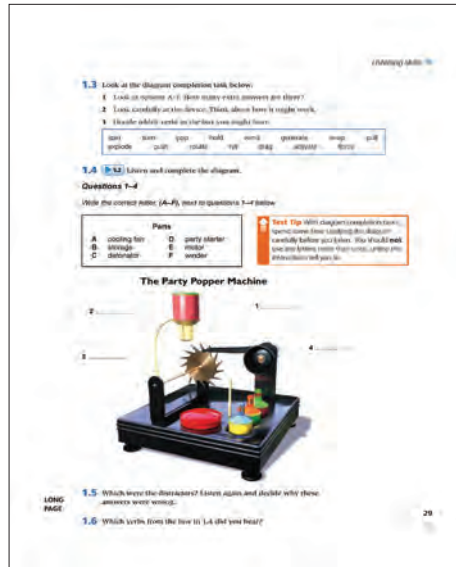 Listening skills
1.3 Look at the diagram completion task below.
1 Look at options A–F. How many extra answers are there?
2 Look carefully at the device. Think about how it might work.
3 Decide which verbs in the box you might hear.
spin turn pop hold work generate wrap pull
explode push rotate hit drag activate force
1.4 Listen and complete the diagram.
Questions 1–4
Write the correct letter, (A–F), next to questions 1–4 below
Parts
A cooling fan D party starter
B storage E motor
C detonator F winder
Test Tip With diagram completion tasks,
spend some time studying the diagram
carefully before you listen. You should not
use any letters more than once, unless the
instructions tell you to.
The Party Popper Machine
1
2
3
4
1.5 Which were the distractors? Listen again and decide why these
answers were wrong.
LONG
PAGE
1.6 Which verbs from the box in 1.4 did you hear?
29